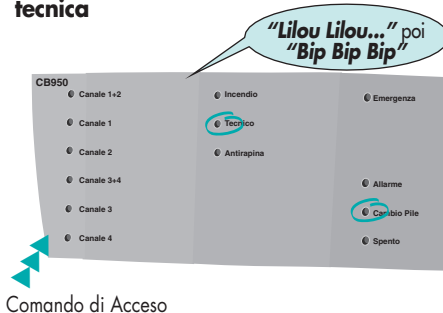 tecnica
"Lilou Lilou..." poi
"Bip Bip Bip"
CB950
Canale 1+2
Canale 1
Canale 2
Canale 3+4
Canale 3
Canale 4
Incendio
Tecnico
Antirapina
Emergenza
Allarme
Cambio Pile
Spento
Comando di Acceso